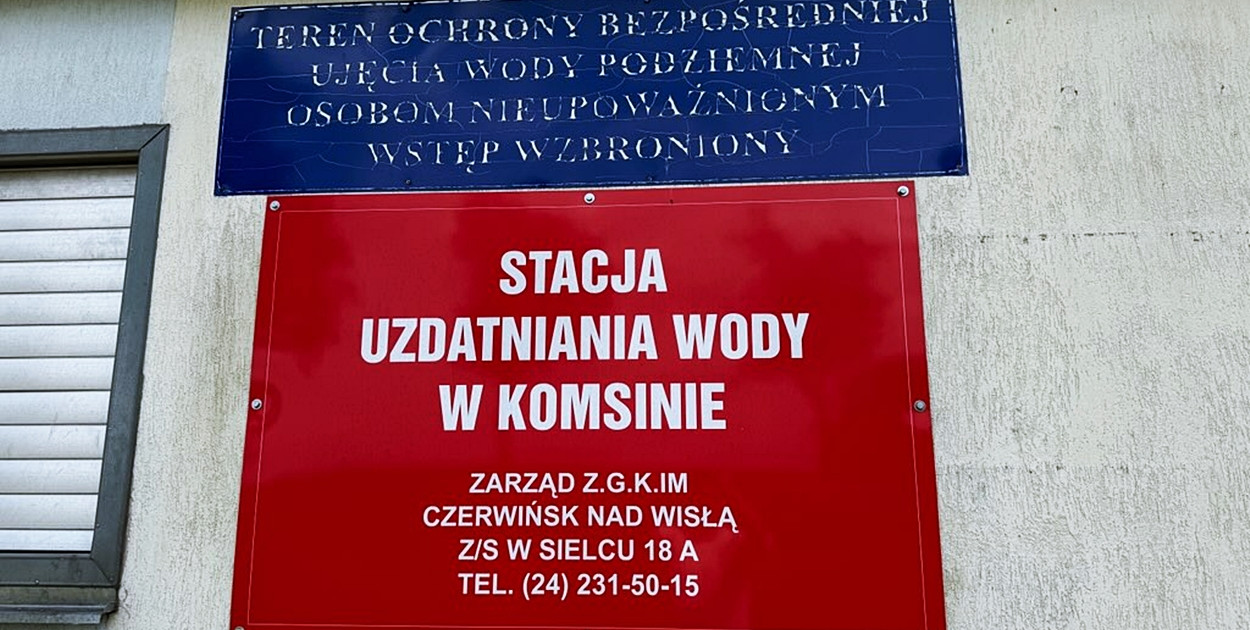 TEREN OCHRONY BEZPOŚREDNIEJ
UJĘCIA WODY PODZIEMNEJ
OSOBOM NIEUPOWAŻNIONYM
WSTĘP WZBRONIONY
STACJA
UZDATNIANIA WODY
W KOMSINIE
ZARZĄD Z.G.K.IM
CZERWIŃSK NAD WISŁĄ
Z/S W SIELCU 18 A
TEL. (24) 231-50-15